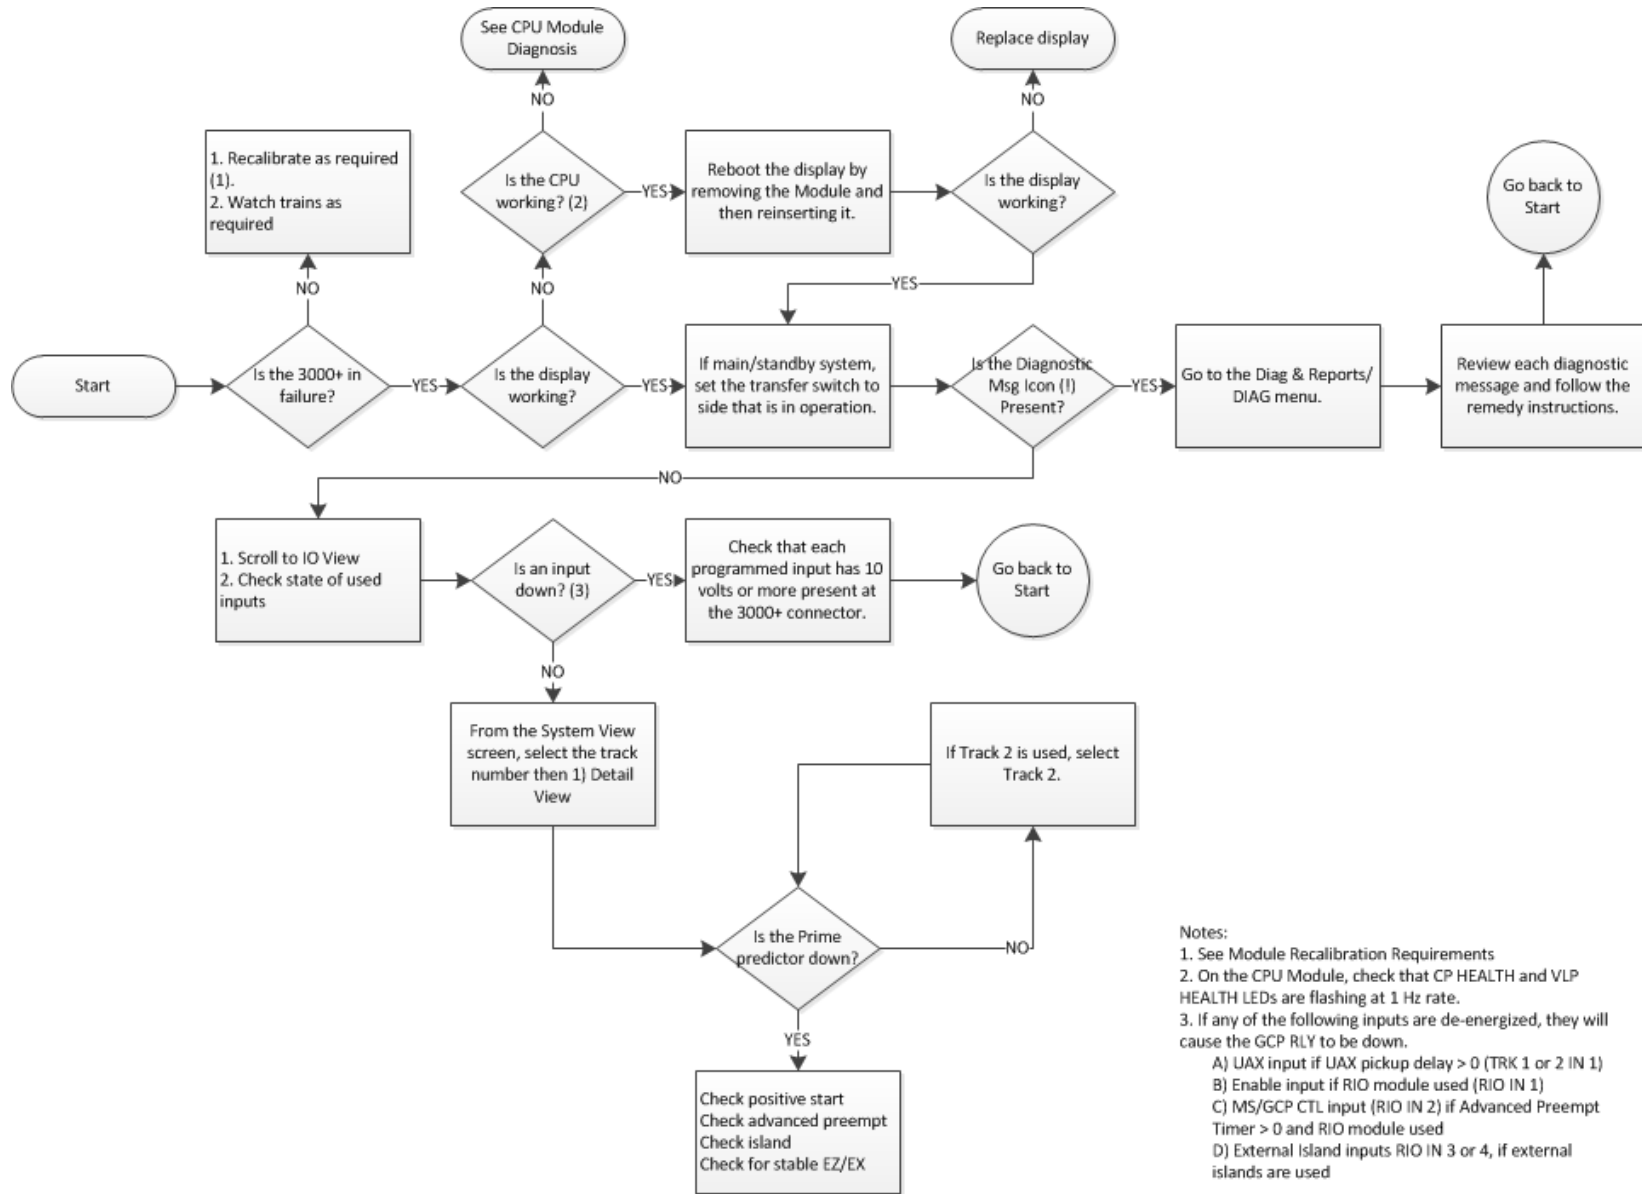 See CPU Module
Diagnosis
Replace display
NO
NO
1. Recalibrate as required
(1).
2. Watch trains as
required
Is the CPU
working? (2)
YES
Reboot the display by
removing the Module and
then reinserting it.
Is the display
working?
Go back to
Start
NO
NO
YES
Start
Is the 3000+ in
failure?
YES
Is the display
working?
YES
If main/standby system,
set the transfer switch to
side that is in operation.
Is the Diagnostic
Msg Icon (!)
Present?
YES
Go to the Diag & Reports/
DIAG menu.
Review each diagnostic
message and follow the
remedy instructions.
NO
1. Scroll to IO View
2. Check state of used
inputs
Is an input
down? (3)
YES
Check that each
programmed input has 10
volts or more present at
the 3000+ connector.
Go back to
Start
NO
From the System View
screen, select the track
number then 1) Detail
View
If Track 2 is used, select
Track 2.
Is the Prime
predictor down?
NO
YES
Check positive start
Check advanced preempt
Check island
Check for stable EZ/EX
Notes:
1. See Module Recalibration Requirements
2. On the CPU Module, check that CP HEALTH and VLP
HEALTH LEDs are flashing at 1 Hz rate.
3. If any of the following inputs are de-energized, they will
cause the GCP RLY to be down.
A) UAX input if UAX pickup delay > 0 (TRK 1 or 2 IN 1)
B) Enable input if RIO module used (RIO IN 1)
C) MS/GCP CTL input (RIO IN 2) if Advanced Preempt
Timer > 0 and RIO module used
D) External Island inputs RIO IN 3 or 4, if external
islands are used